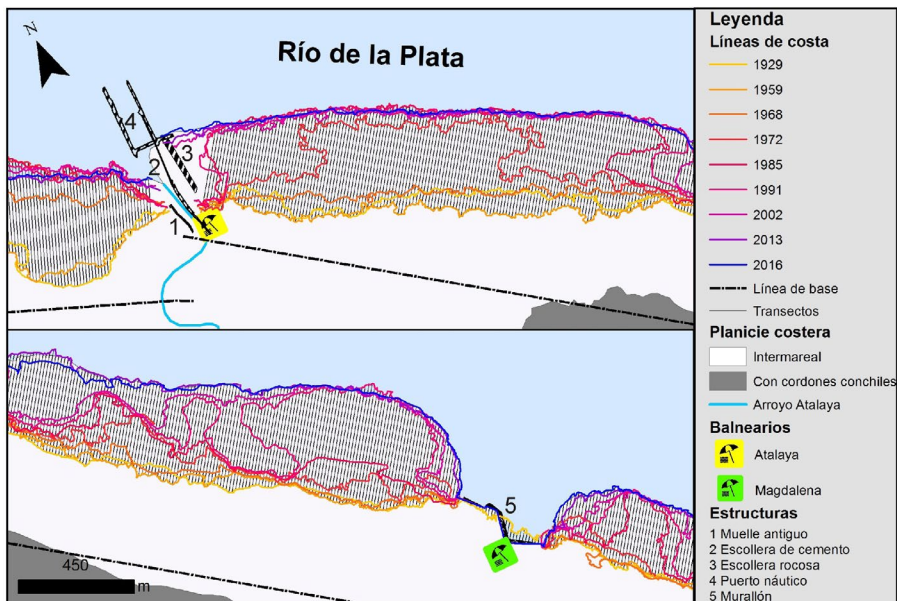 N
Río de la Plata
4
3
2
1
5
450
m
Leyenda
Líneas de costa
1929
1959
1968
1972
1985
1991
2002
2013
2016
Línea de base
Transectos
Planicie costera
Intermareal
Con cordones conchiles
Arroyo Atalaya
Balnearios
Atalaya
Magdalena
Estructuras
1 Muelle antiguo
2 Escollera de cemento
3 Escollera rocosa
4 Puerto náutico
5 Murallón